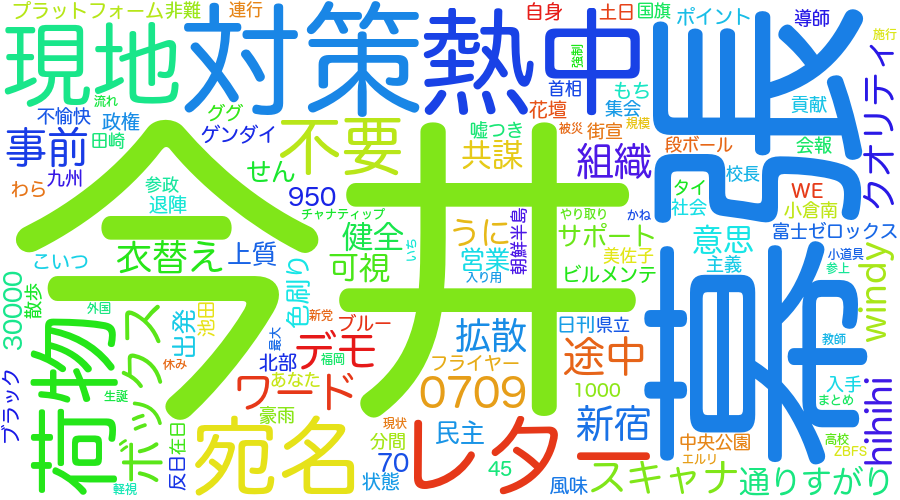 プラットフォーム非難
連行
自身
土日
国旗
ポイント
導師
施行
現地
対策
熱中
幕張
強制
首相
もち
集会
貢献
クオリティ
流れ
不愉快
政権
田崎
ググ
ゲンダイ
花壇
被災
街宣
規模
嘘つき
会報
事前
九州
不要
共謀
組織
段ボール
校長
わら
参政
退陣
せん
950
タイ
社会
WE
小倉南
チャナティップ
朝鮮半島
やり取り
かね
富士ゼロックス
今井
衣替え
上質
健全
うに
サポート
意思
小道具
こいつ
可視
いち
営業
入り用
美佐子
ビルメンテ
主義
参上
windy
30000
散歩
色刷り
外国
池田
出発
新党
ブルー
拡散
日刊
県立
最大
デモ
福岡
教師
荷物
ボックス
休み
北部
フライヤー
途中
あなた
ワード
0709
1000
入手
まとめ
hihihi
ブラック
生誕
豪雨
現状
宛名
レター
民主
新宿
分間
中央公園
エルリ
高校
ZBFS
反日
在日
70
状態
45
風味
スキャナ
通りすがり
軽視